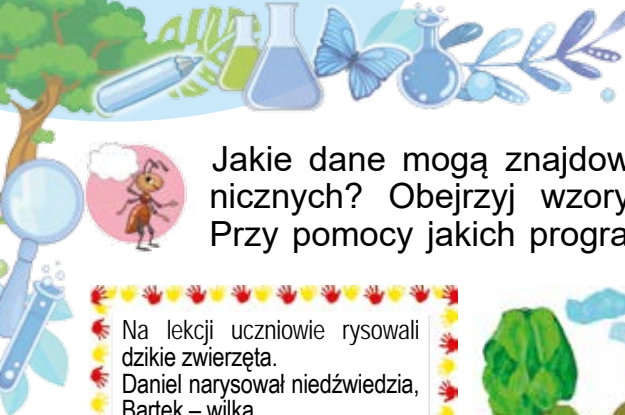 Jakie dane mogą znajdow
nicznych? Obejrzyj wzory
Przy pomocy jakich progra
Na lekcji uczniowie rysowali
dzikie zwierzęta.
Daniel narysował niedźwiedzia,
Bartek – wilka